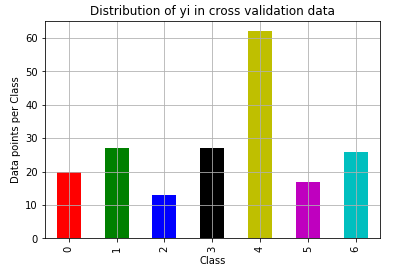 Distribution of yi in cross validation data
Data points per Class
60
50
40
30
20
10
0
0 1 2 3 4 5 6
Class